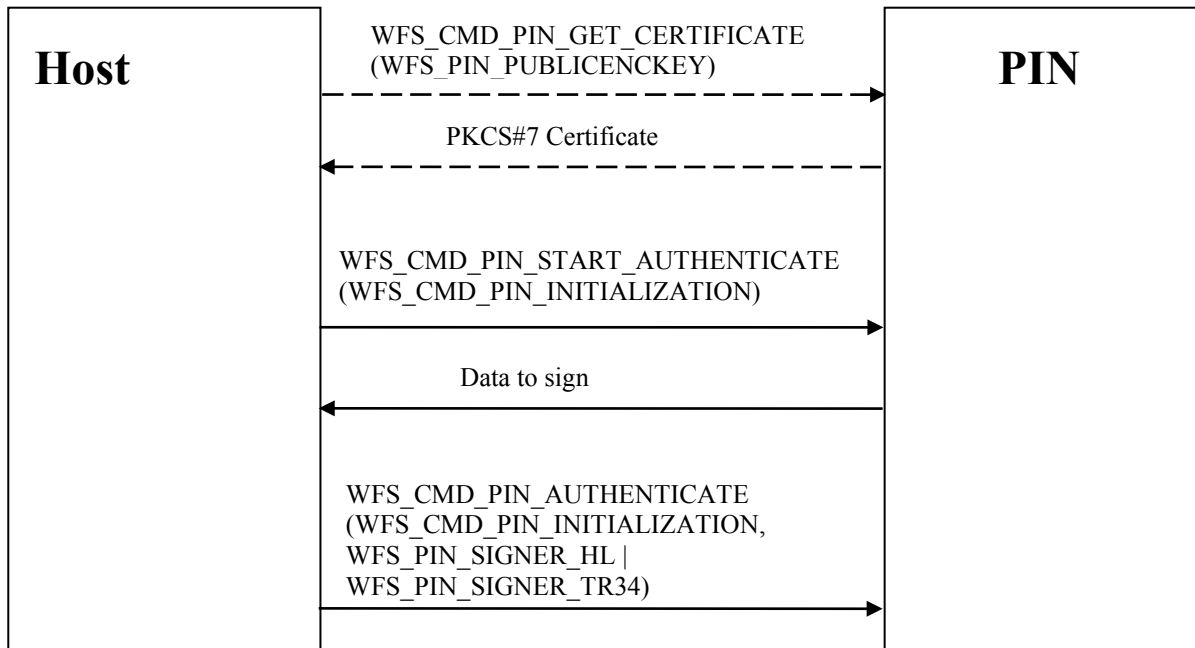 Host
PIN
WFS_CMD_PIN_GET_CERTIFICATE
(WFS_PIN_PUBLICENCKEY)
PKCS#7 Certificate
WFS_CMD_PIN_START_AUTHENTICATE
(WFS_CMD_PIN_INITIALIZATION)
Data to sign
WFS_CMD_PIN_AUTHENTICATE
(WFS_CMD_PIN_INITIALIZATION,
WFS_PIN_SIGNER_HL |
WFS_PIN_SIGNER_TR34)